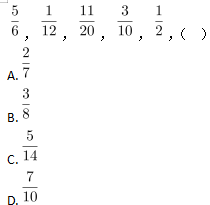 5/6, 1/12, 11/20, 3/10, 1/2, ( )
A. 2/7
B. 3/8
C. 5/14
D. 7/10